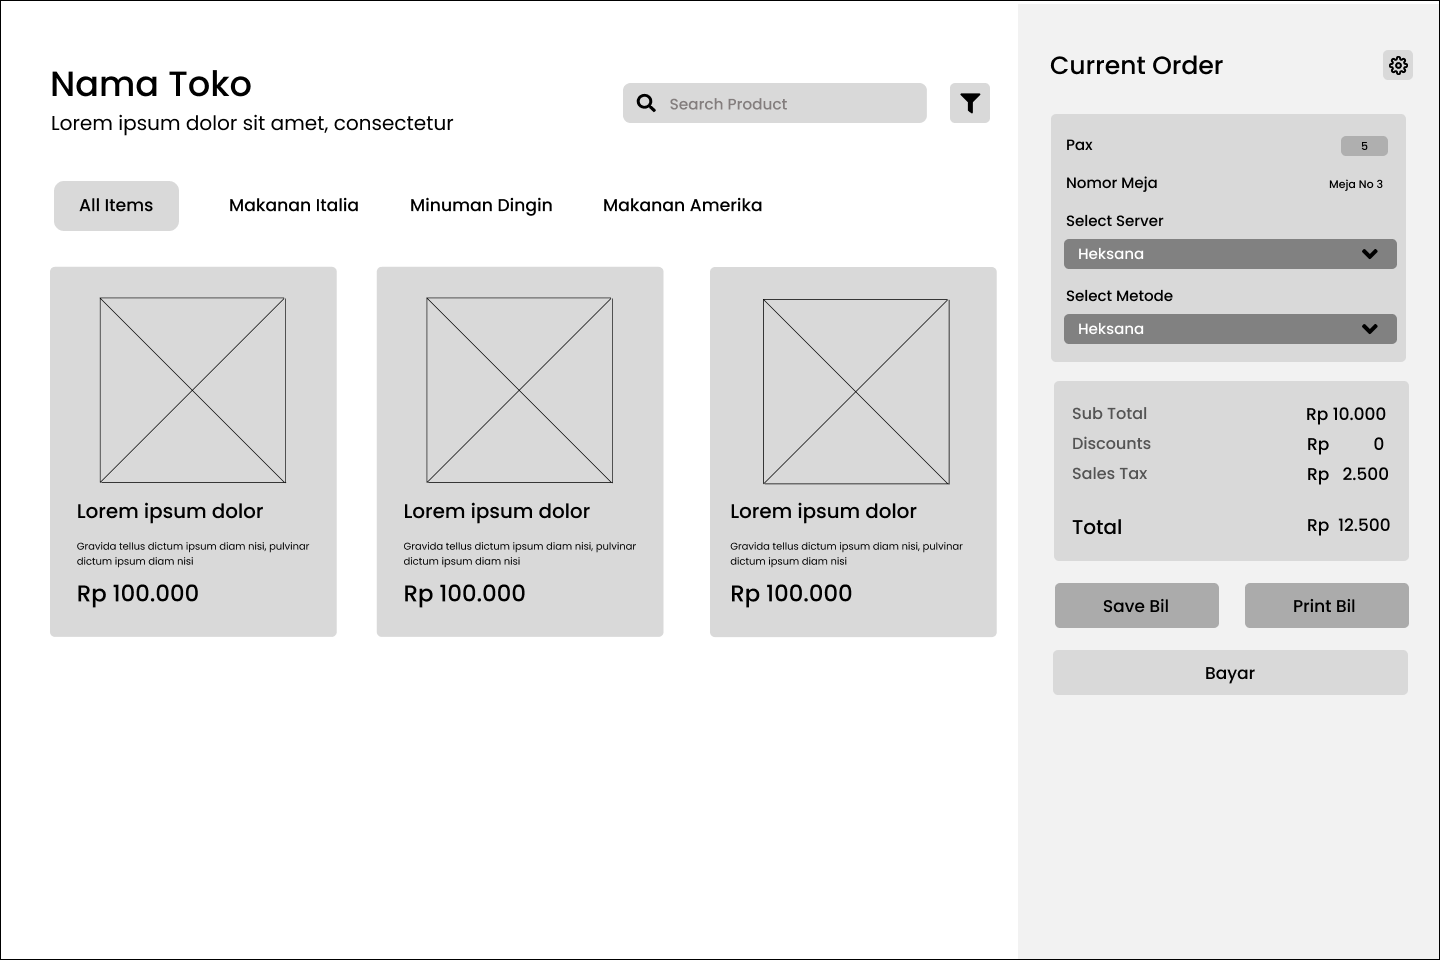 Nama Toko
Lorem ipsum dolor sit amet, consectetur
Search Product
All Items
Makanan Italia
Minuman Dingin
Makanan Amerika
Lorem ipsum dolor
Gravida tellus dictum ipsum diam nisi, pulvinar
dictum ipsum diam nisi
Rp 100.000
Lorem ipsum dolor
Gravida tellus dictum ipsum diam nisi, pulvinar
dictum ipsum diam nisi
Rp 100.000
Lorem ipsum dolor
Gravida tellus dictum ipsum diam nisi, pulvinar
dictum ipsum diam nisi
Rp 100.000
Current Order
Pax 5
Nomor Meja Meja No 3
Select Server
Heksana
Select Metode
Heksana
Sub Total Rp 10.000
Discounts Rp 0
Sales Tax Rp 2.500
Total Rp 12.500
Save Bil
Print Bil
Bayar